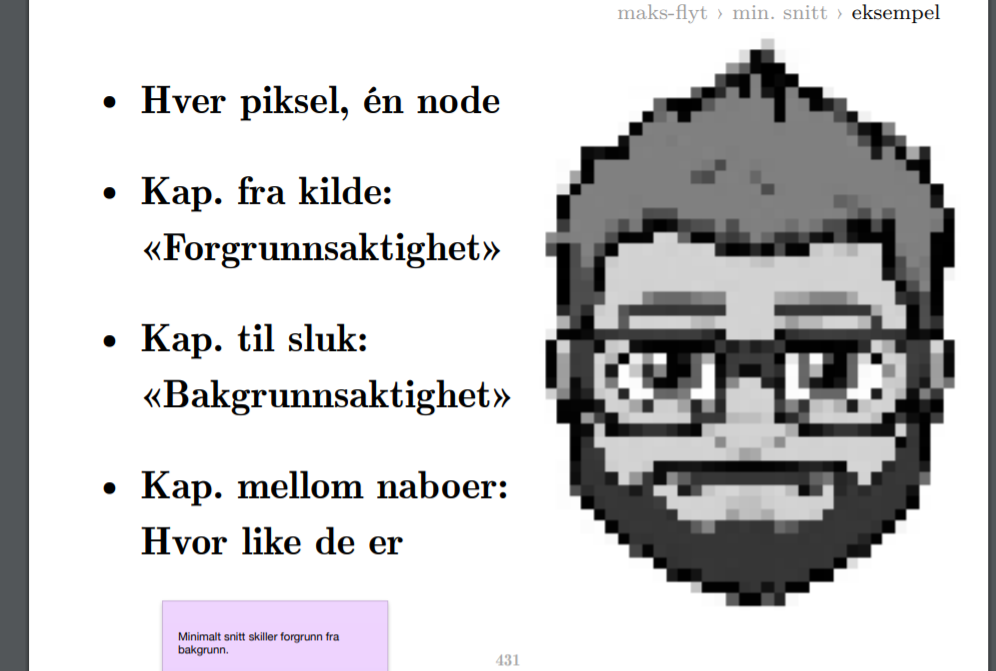 maks-flyt › min. snitt › eksempel
• Hver piksel, én node
• Kap. fra kilde:
«Forgrunnsaktighet»
• Kap. til sluk:
«Bakgrunnsaktighet»
• Kap. mellom naboer:
Hvor like de er
Minimalt snitt skiller forgrunn fra
bakgrunn.
431